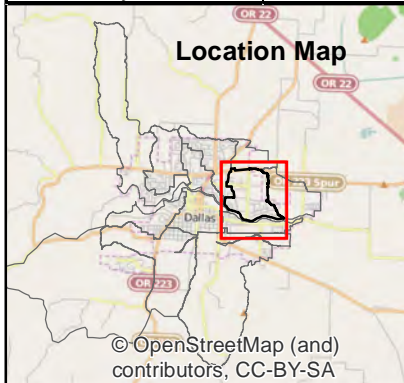 OR 22
Location Map
OR 22
Spur
Dallas
OR 223
© OpenStreetMap (and)
contributors, CC-BY-SA